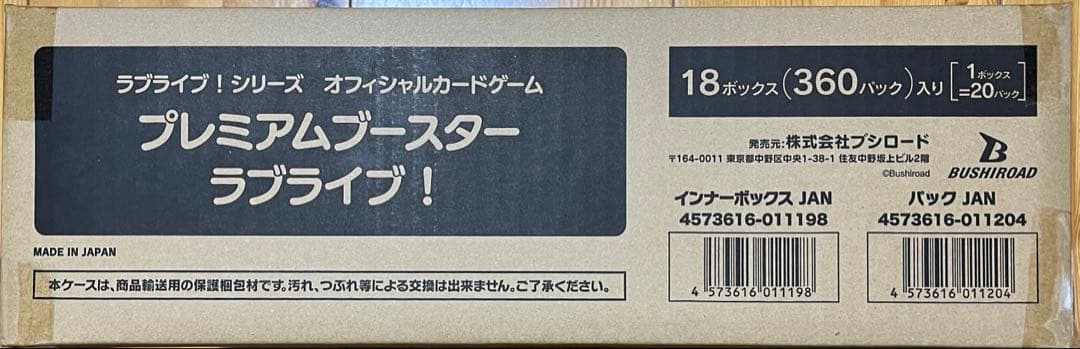 ラブライブ！シリーズ オフィシャルカードゲーム
プレミアムブースター
ラブライブ！
MADE IN JAPAN
本ケースは、商品輸送用の保護梱包材です。汚れ、つぶれ等による交換は出来ません。ご了承ください。
18ボックス（360パック）入り［1ボックス
=20パック］
発売元：株式会社ブシロード
〒164-0011 東京都中野区中央1-38-1 住友中野坂上ビル2階
©Bushiroad
BUSHIROAD
インナーボックス JAN
4573616-011198
4 573616 011198
パック JAN
4573616-011204
4 573616 011204